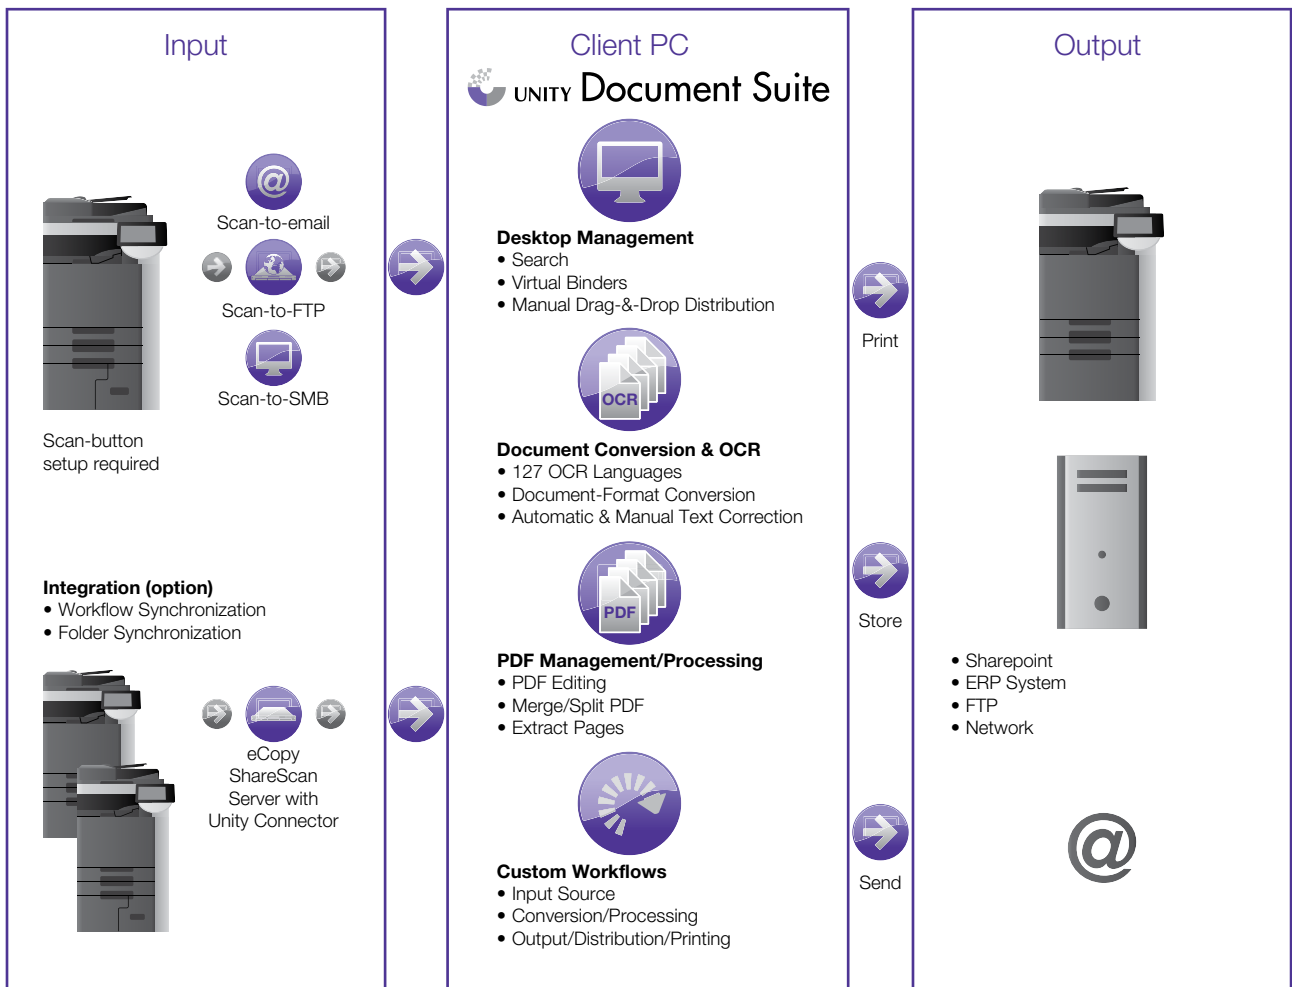 Input
Scan-to-email
Scan-to-FTP
Scan-to-SMB
Scan-button
setup required
Integration (option)
• Workflow Synchronization
• Folder Synchronization
eCopy
ShareScan
Server with
Unity Connector
Client PC
UNITY Document Suite
Desktop Management
• Search
• Virtual Binders
• Manual Drag-&-Drop Distribution
OCR
Document Conversion & OCR
• 127 OCR Languages
• Document-Format Conversion
• Automatic & Manual Text Correction
PDF
PDF Management/Processing
• PDF Editing
• Merge/Split PDF
• Extract Pages
Custom Workflows
• Input Source
• Conversion/Processing
• Output/Distribution/Printing
Print
Store
Send
Output
• Sharepoint
• ERP System
• FTP
• Network
@